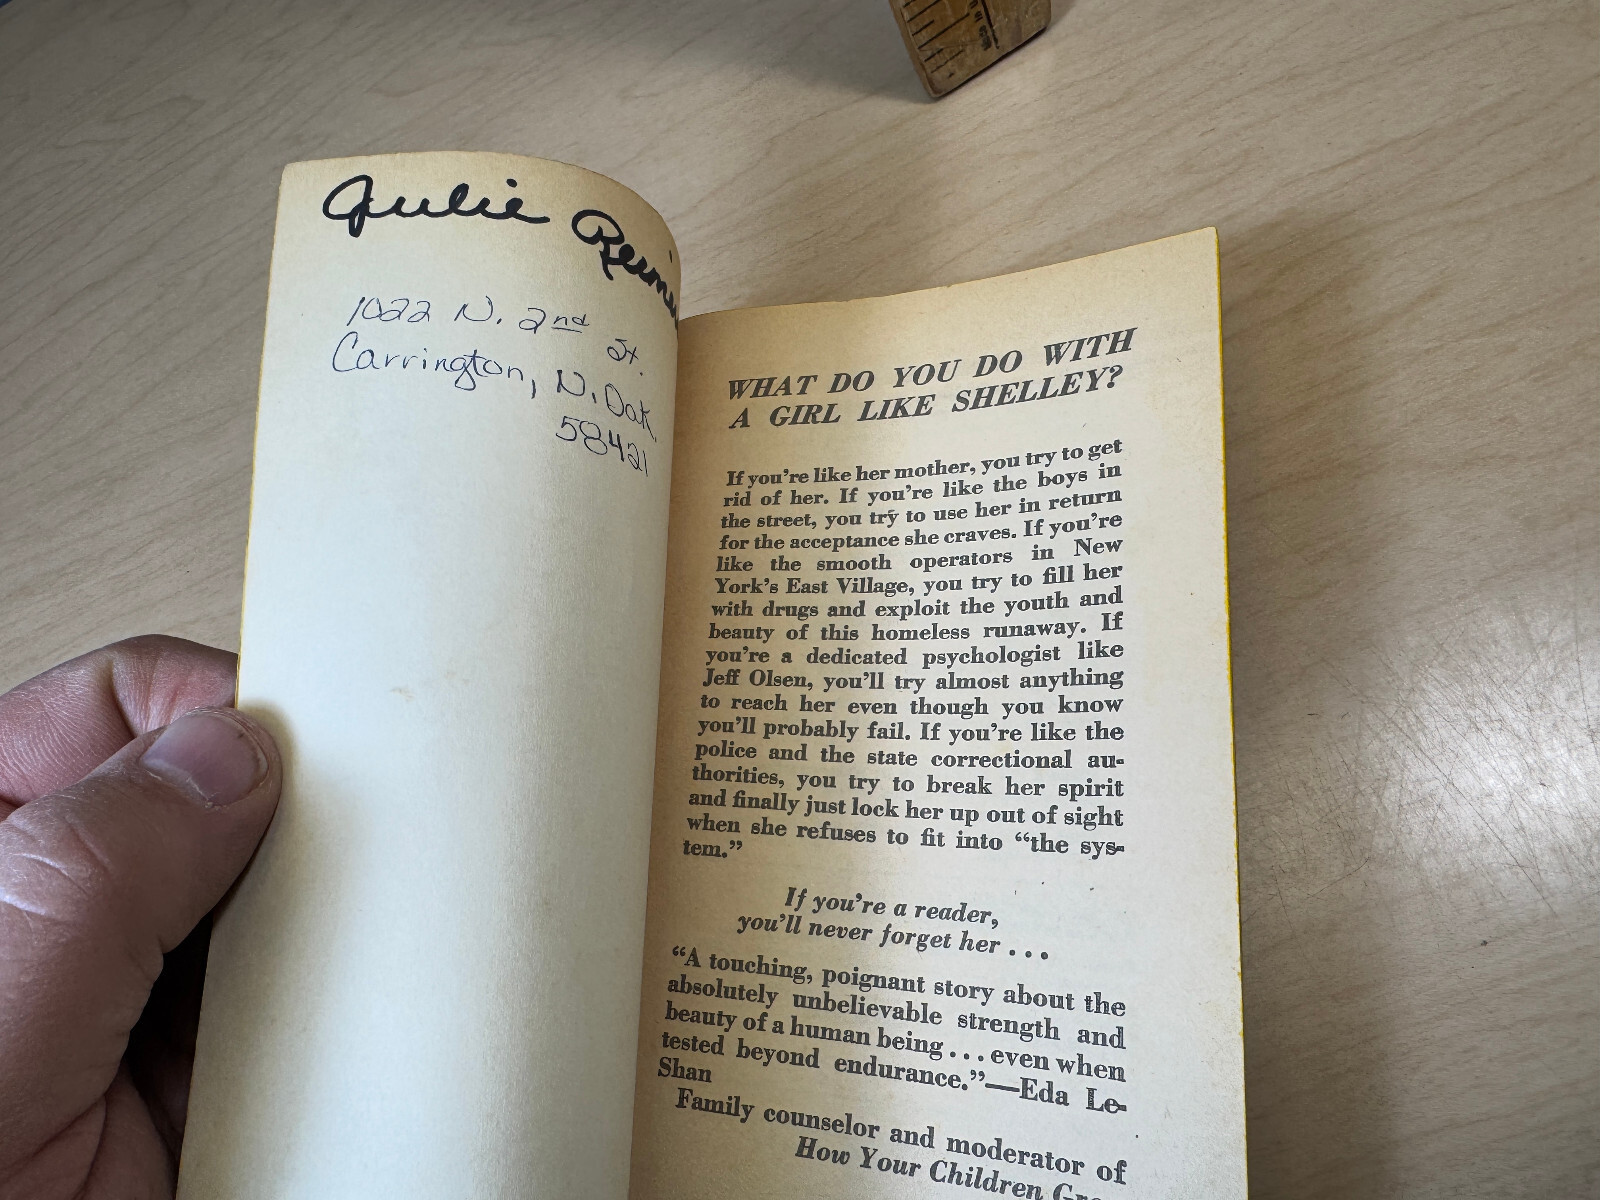 Julie
1022 N. 2nd St.
Carrington, N. Dak.
58421
WHAT DO YOU DO WITH
A GIRL LIKE SHELLEY?
If you're like her mother, you try to get
rid of her. If you're like the boys in
the street, you try to use her in return
for the acceptance she craves. If you're
like the smooth operators in New
York's East Village, you try to fill her
with drugs and exploit the youth and
beauty of this homeless runaway. If
you're a dedicated psychologist like
Jeff Olsen, you'll try almost anything
to reach her even though you know
you'll probably fail. If you're like the
police and the state correctional au-
thorities, you try to break her spirit
and finally just lock her up out of sight
when she refuses to fit into “the sys-
tem.”
If you're a reader,
you'll never forget her . . .
“A touching, poignant story about the
absolutely unbelievable strength and
beauty of a human being . . . even when
tested beyond endurance.”—Eda Le-
Shan
Family counselor and moderator of
How Your Children